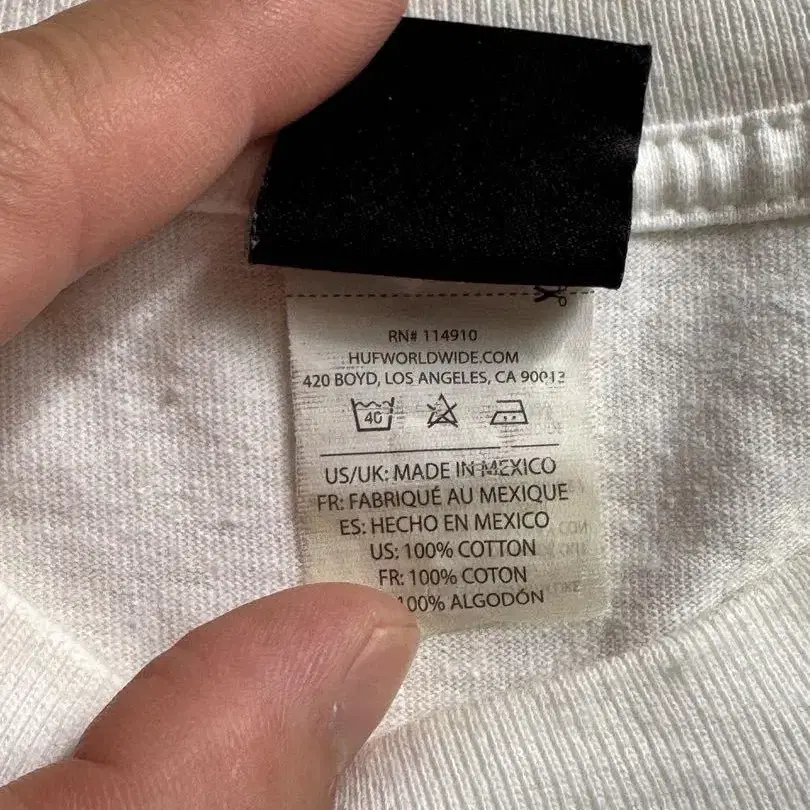 RN# 114910
HUFWORLDWIDE.COM
420 BOYD, LOS ANGELES, CA 90013
40
US/UK: MADE IN MEXICO
FR: FABRIQUÉ AU MEXIQUE
ES: HECHO EN MEXICO
US: 100% COTTON
FR: 100% COTON
100% ALGODÓN